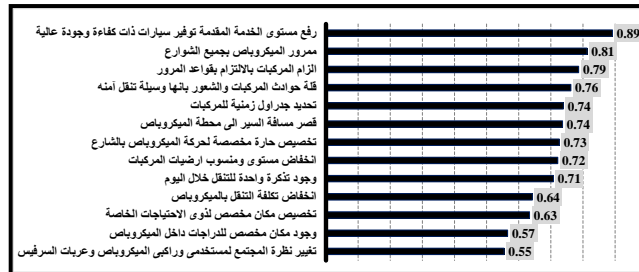 رفع مستوى الخدمة المقدمة توفير سيارات ذات كفاءة وجودة عالية 0.89
ممرور الميكروباص بجميع الشوارع 0.81
الزام المركبات بالالتزام بقواعد المرور 0.79
قلة حوادث المركبات والشعور بانها وسيلة تنقل آمنه 0.76
تحديد جدراول زمنية للمركبات 0.74
قصر مسافة السير الى محطة الميكروباص 0.74
تخصيص حارة مخصصة لحركة الميكروباص بالشارع 0.73
انخفاض مستوى ومنسوب ارضيات المركبات 0.72
وجود تذكرة واحدة للتنقل خلال اليوم 0.71
انخفاض تكلفة التنقل بالميكروباص 0.64
تخصيص مكان مخصص لذوى الاحتياجات الخاصة 0.63
وجود مكان مخصص للدراجات داخل الميكروباص 0.57
تغيير نظرة المجتمع لمستخدمى وراكبى الميكروباص وعربات السرفيس 0.55